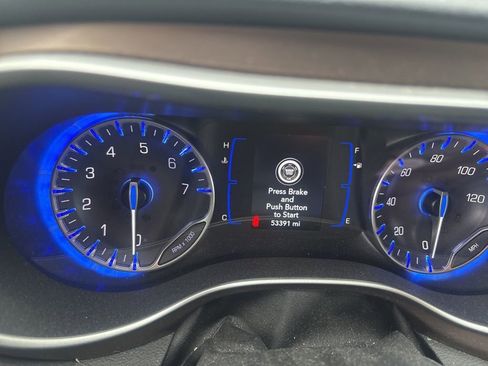 1 2 3 4 5 6 7
0
RPM x 1000
H
C
Press Brake
and
Push Button
to Start
53391 mi
F
E
0 20 40 60 80 100 120
MPH